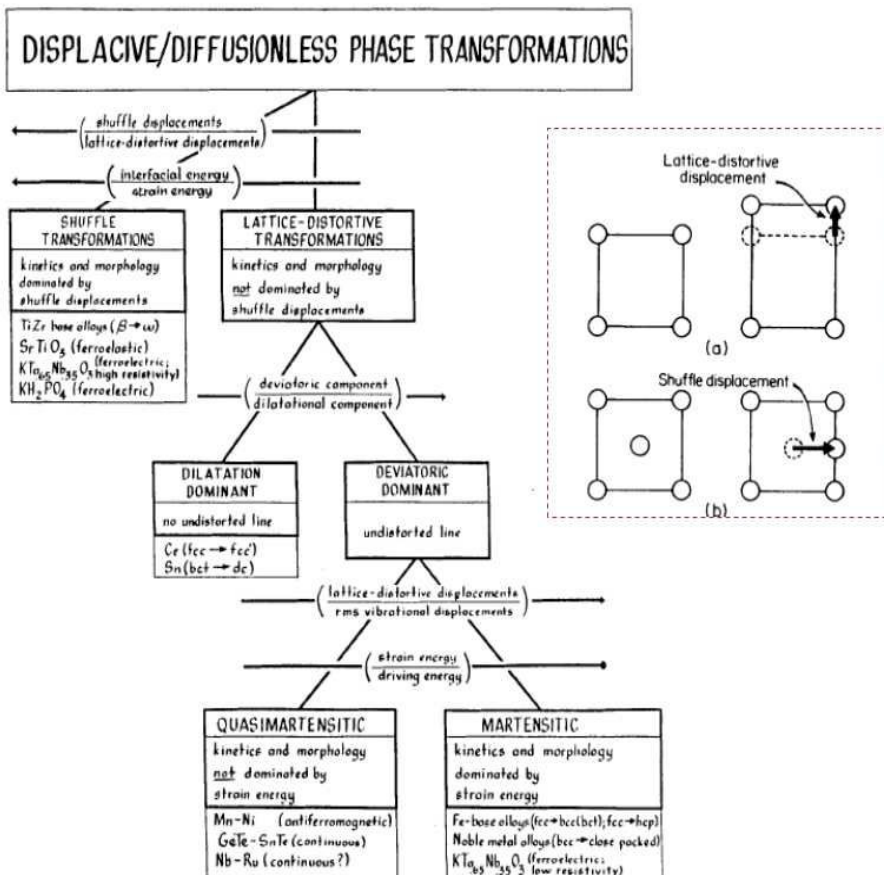 DISPLACIVE/DIFFUSIONLESS PHASE TRANSFORMATIONS
(shuffle displacements
lattice-distortive displacements)
(interfacial energy
strain energy)
SHUFFLE
TRANSFORMATIONS
kinetics and morphology
dominated by
shuffle displacements
TiZr base alloys (β→ω)
SrTiO3 (ferroelastic)
KTa.65Nb.35O3 (ferroelectric; high resistivity)
KH2PO4 (ferroelectric)
LATTICE-DISTORTIVE
TRANSFORMATIONS
kinetics and morphology
not dominated by
shuffle displacements
(deviatoric component
dilatational component)
DILATATION
DOMINANT
no undistorted line
Ce (fcc→fcc')
Sn (bct→dc)
DEVIATORIC
DOMINANT
undistorted line
(lattice-distortive displacements
rms vibrational displacements)
(strain energy
driving energy)
QUASIMARTENSITIC
kinetics and morphology
not dominated by
strain energy
Mn-Ni (antiferromagnetic)
GeTe-SnTe (continuous)
Nb-Ru (continuous?)
MARTENSITIC
kinetics and morphology
dominated by
strain energy
Fe-base alloys (fcc→bcc(bct); fcc→hcp)
Noble metal alloys (bcc→close packed)
KTa.65Nb.35O3 (ferroelectric; low resistivity)
Lattice-distortive
displacement
(a)
Shuffle displacement
(b)